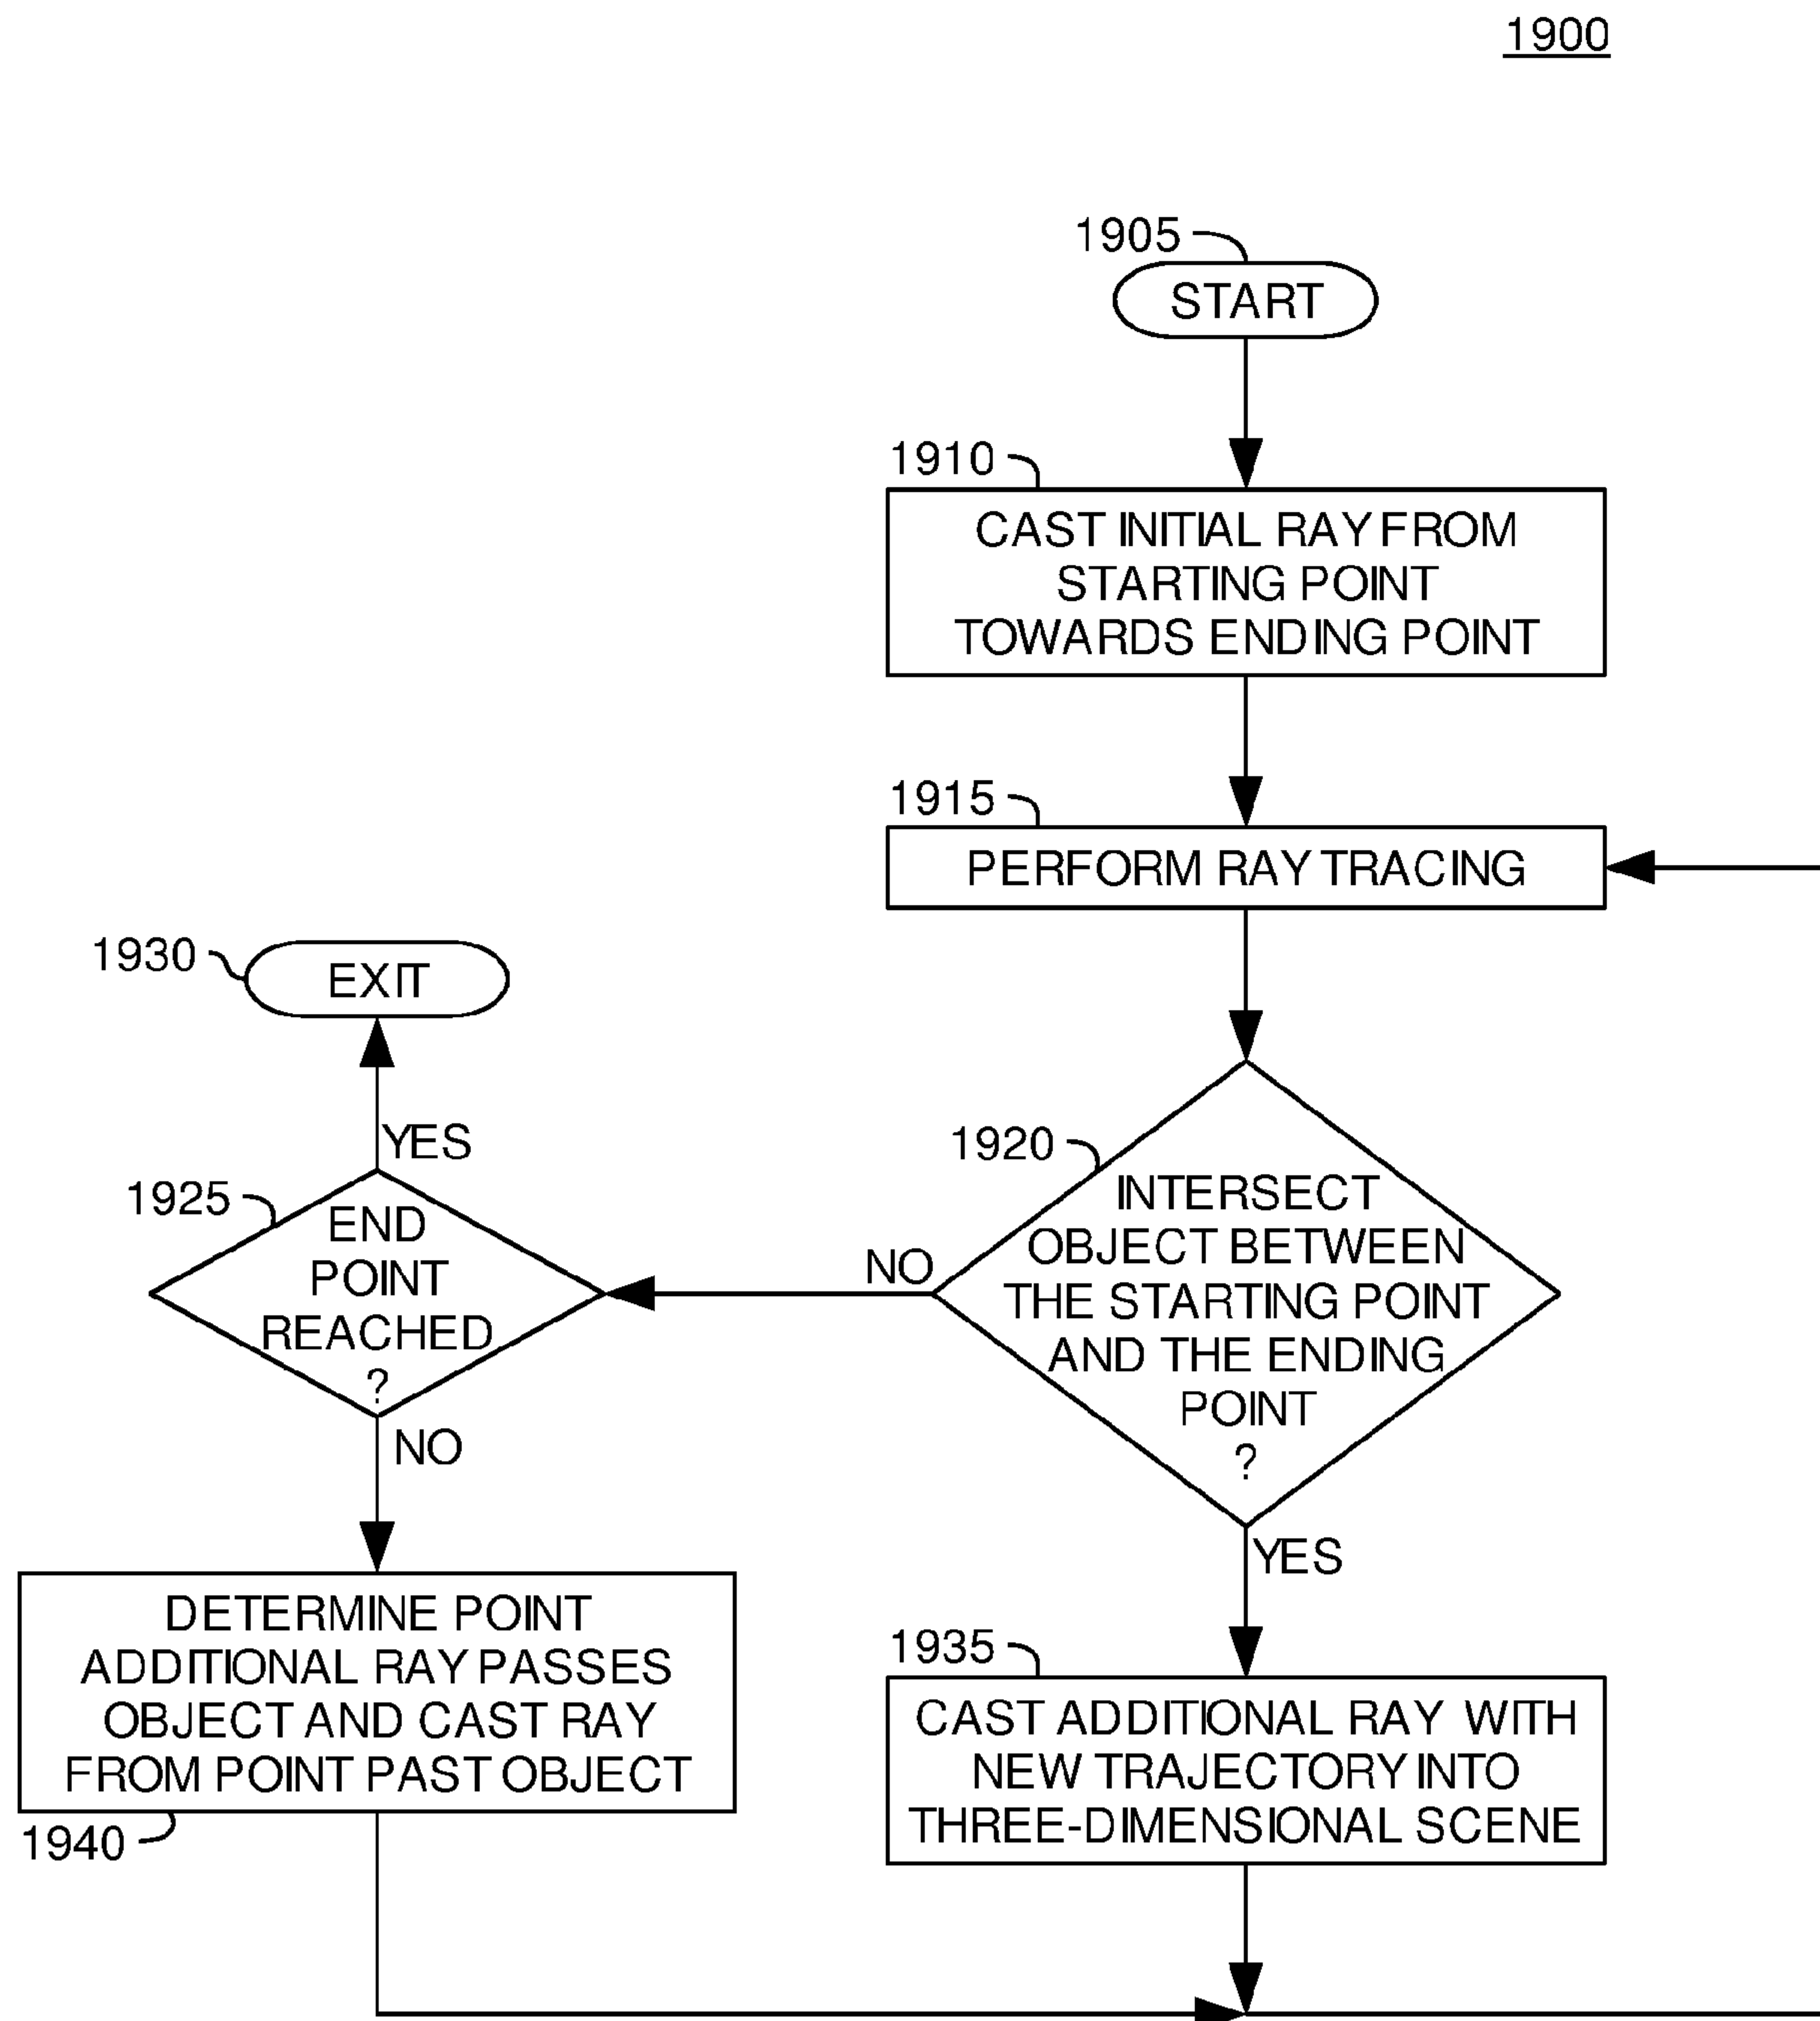 1900
1905
START
1910
CAST INITIAL RAY FROM
STARTING POINT
TOWARDS ENDING POINT
1915
PERFORM RAY TRACING
1930
EXIT
YES
1920
1925
END
POINT
REACHED
?
NO
INTERSECT
OBJECT BETWEEN
THE STARTING POINT
AND THE ENDING
POINT
?
NO
YES
DETERMINE POINT
ADDITIONAL RAY PASSES
OBJECT AND CAST RAY
FROM POINT PAST OBJECT
1940
1935
CAST ADDITIONAL RAY WITH
NEW TRAJECTORY INTO
THREE-DIMENSIONAL SCENE